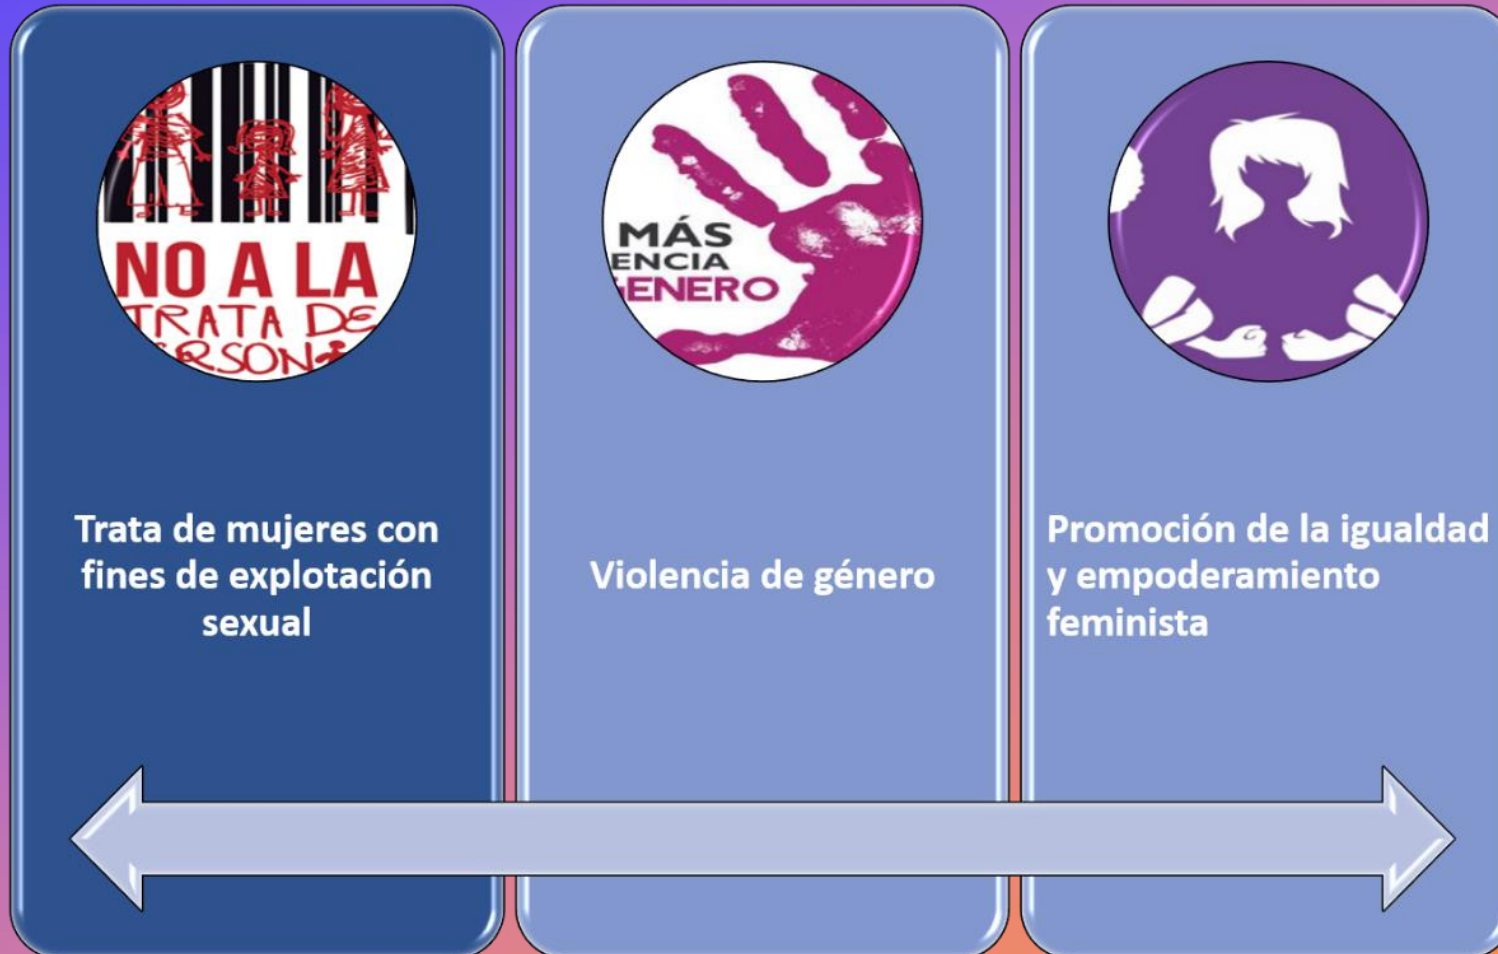 NO A LA
TRATA DE
MÁS
ENCIA
ENERO
Trata de mujeres con
fines de explotación
sexual
Violencia de género
Promoción de la igualdad
y empoderamiento
feminista